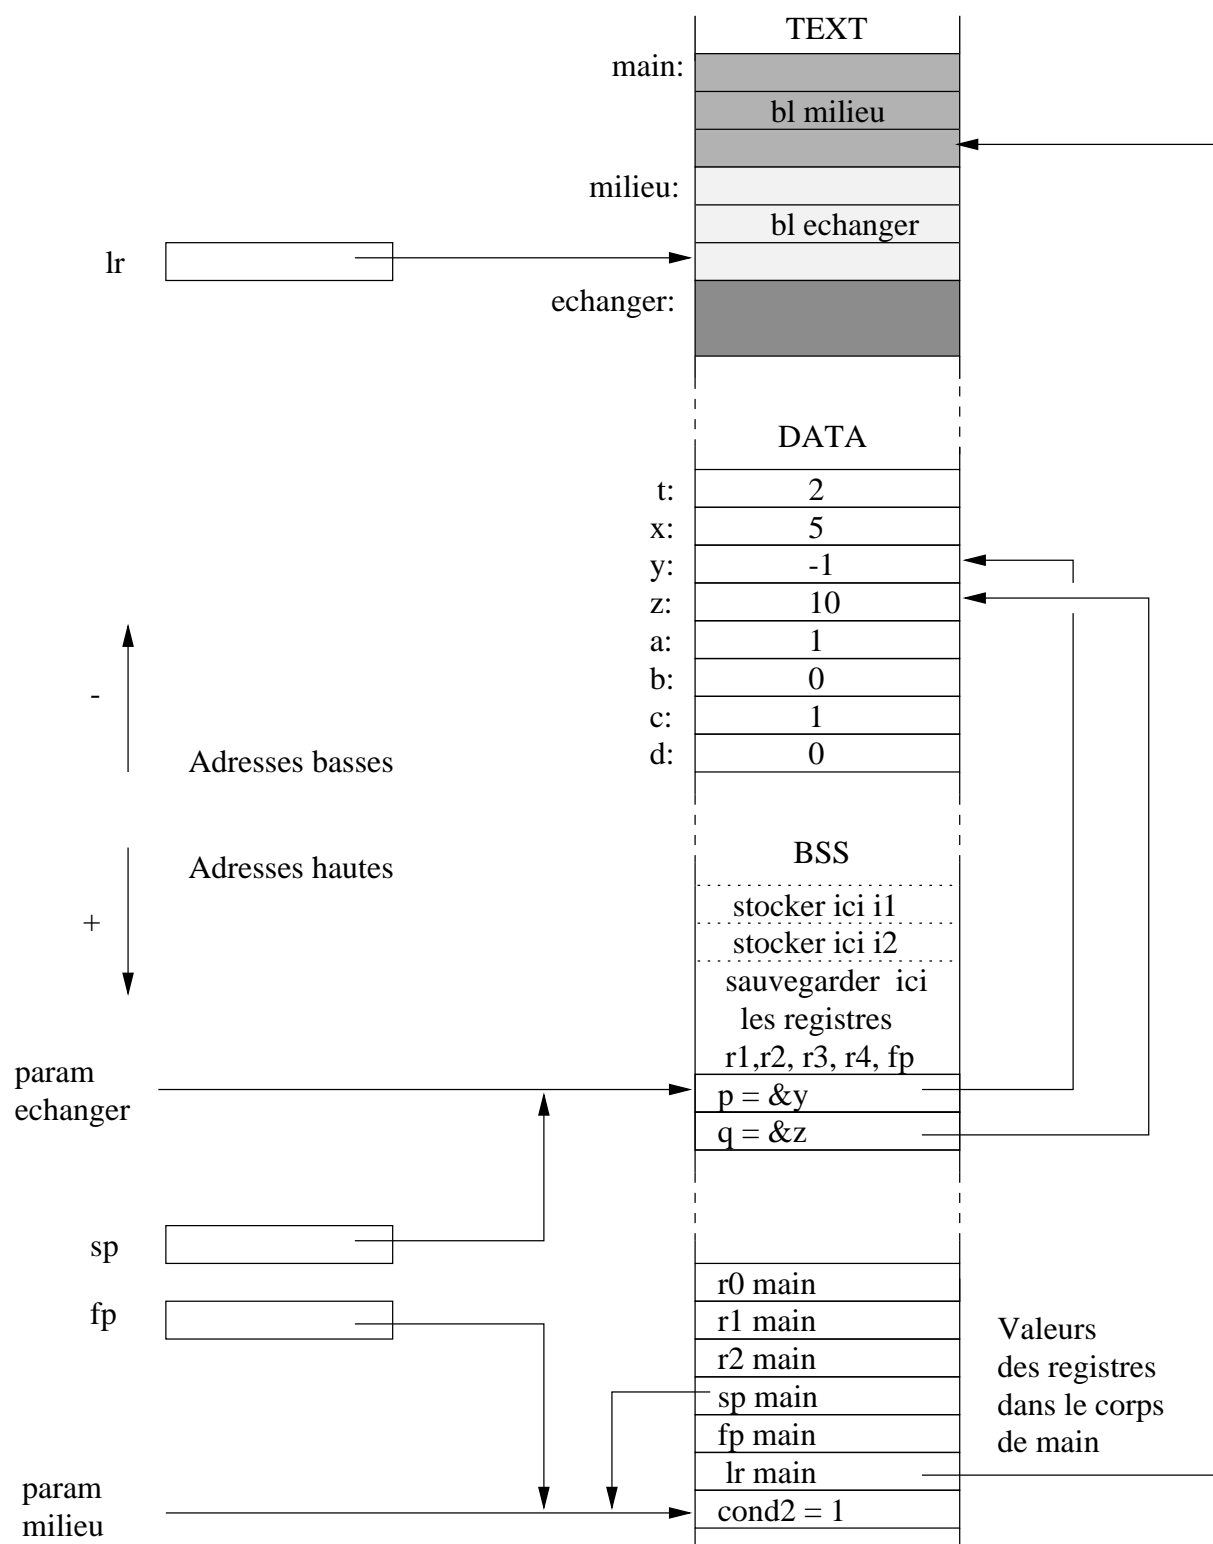 TEXT
main:
bl milieu
milieu:
bl echanger
lr
echanger:
DATA
t: 2
x: 5
y: -1
z: 10
a: 1
-
b: 0
c: 1
d: 0
Adresses basses
BSS
Adresses hautes
stocker ici i1
+
stocker ici i2
sauvegarder ici
les registres
r1,r2, r3, r4, fp
param
echanger
p = &y
q = &z
sp
r0 main
fp
r1 main
r2 main
sp main
fp main
lr main
Valeurs
des registres
dans le corps
de main
param
milieu
cond2 = 1